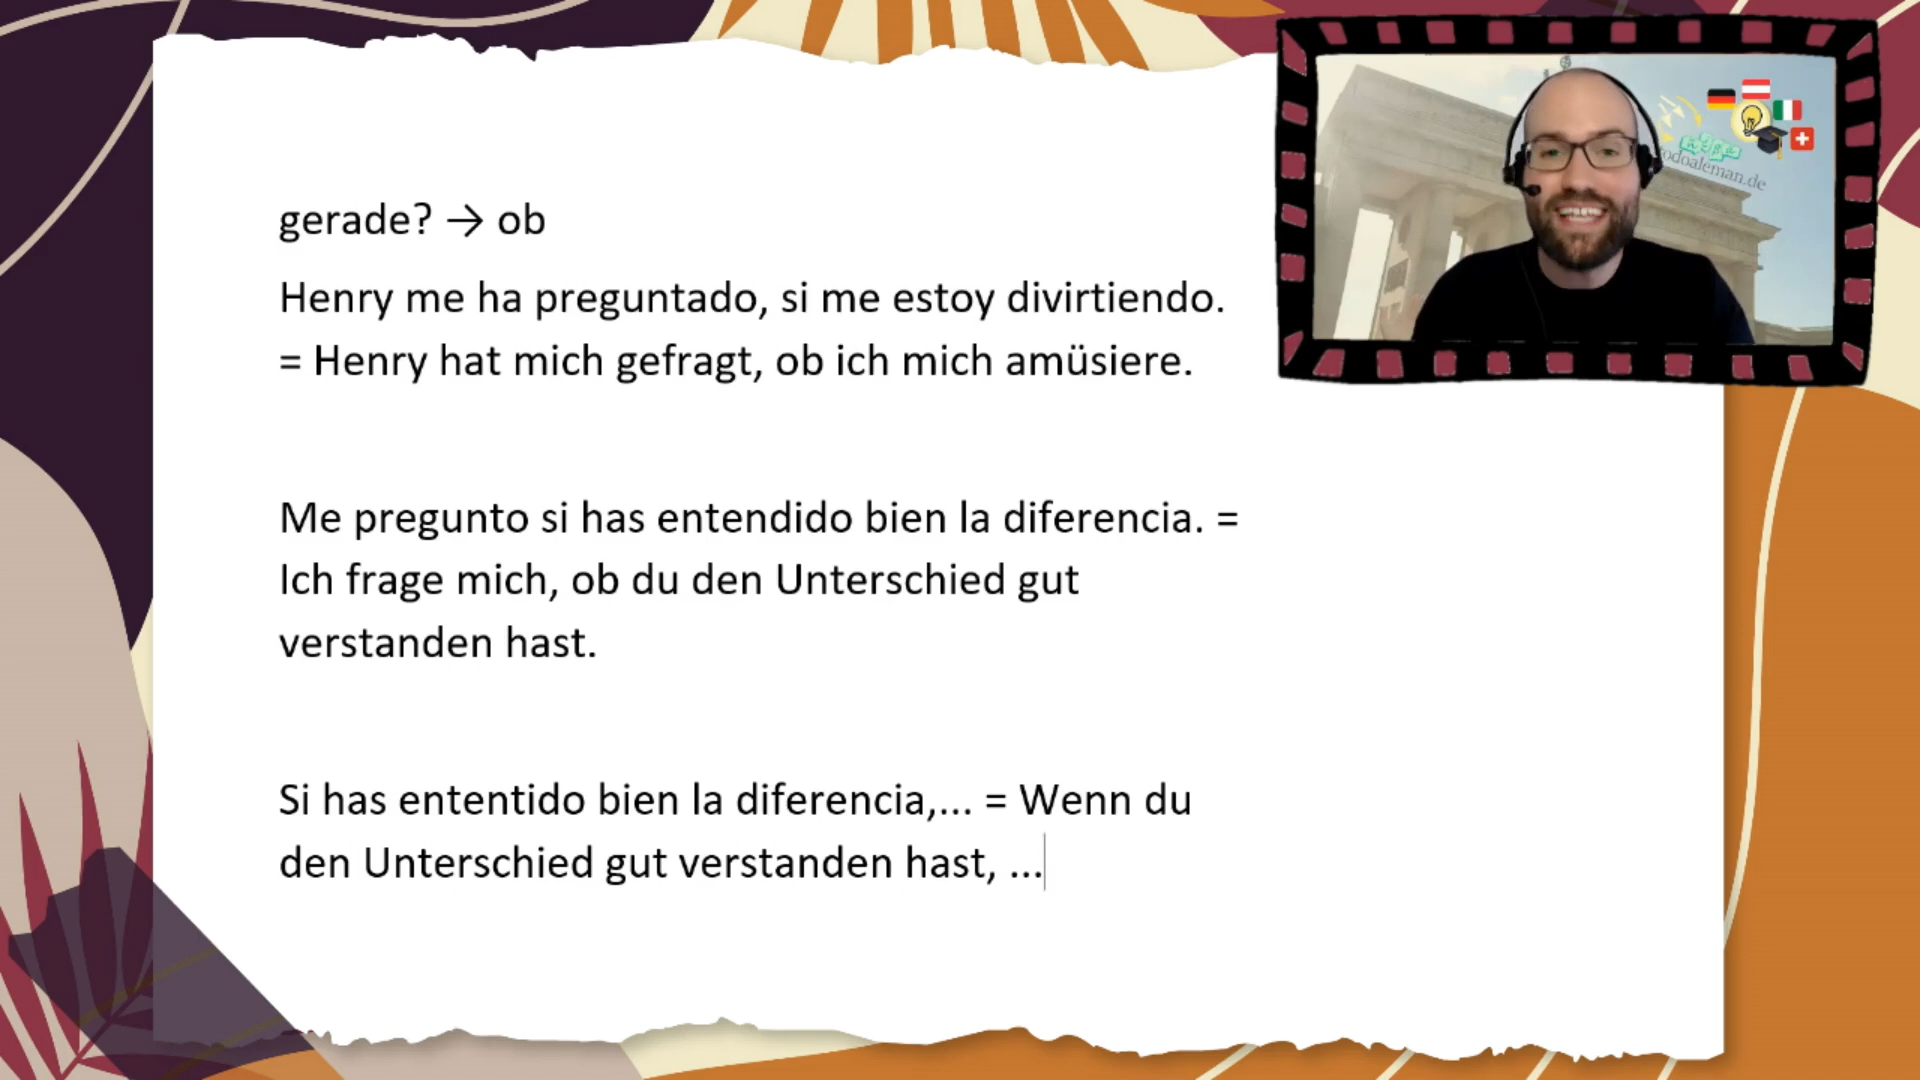 gerade? → ob
Henry me ha preguntado, si me estoy divirtiendo.
= Henry hat mich gefragt, ob ich mich amüsiere.
Me pregunto si has entendido bien la diferencia. =
Ich frage mich, ob du den Unterschied gut
verstanden hast.
Si has ententido bien la diferencia,... = Wenn du
den Unterschied gut verstanden hast, ...
todoaleman.de